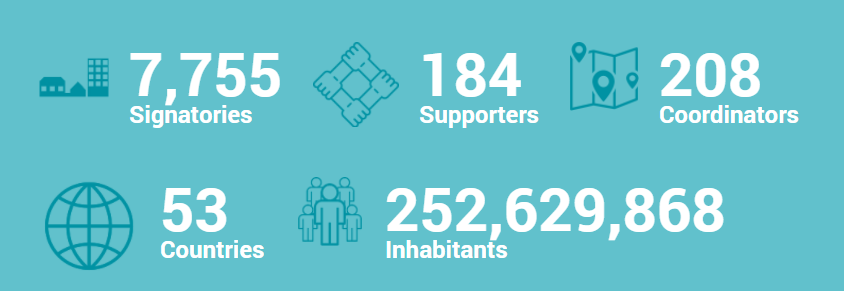 7,755
Signatories
184
Supporters
208
Coordinators
53
Countries
252,629,868
Inhabitants